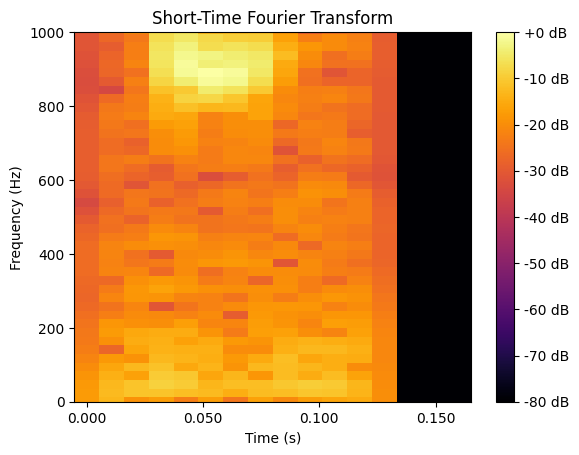 Short-Time Fourier Transform
1000
800
600
400
200
0
Frequency (Hz)
0.000
0.050
0.100
0.150
Time (s)
+0 dB
-10 dB
-20 dB
-30 dB
-40 dB
-50 dB
-60 dB
-70 dB
-80 dB